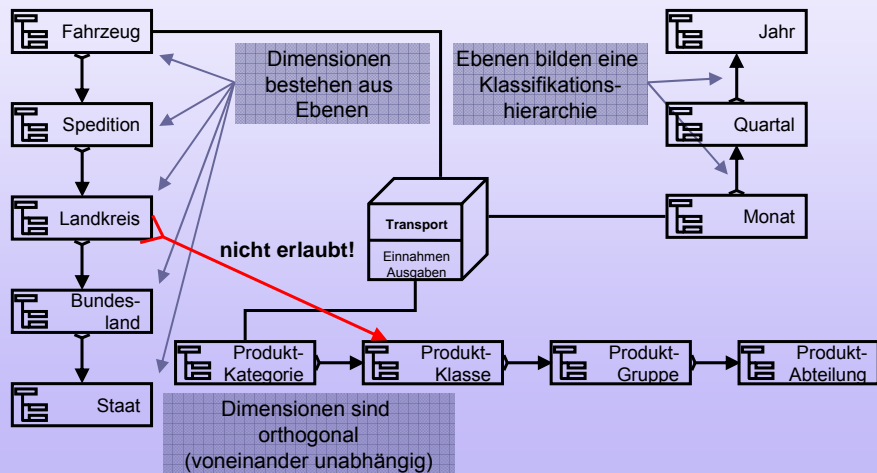 Fahrzeug
Spedition
Landkreis
Bundes-
land
Staat
Dimensionen
bestehen aus
Ebenen
Ebenen bilden eine
Klassifikations-
hierarchie
Jahr
Quartal
Monat
Transport
Einnahmen
Ausgaben
nicht erlaubt!
Produkt-
Kategorie
Produkt-
Klasse
Produkt-
Gruppe
Produkt-
Abteilung
Dimensionen sind
orthogonal
(voneinander unabhängig)